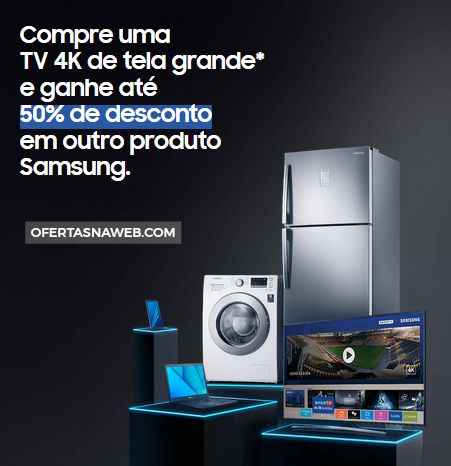 Compre uma
TV 4K de tela grande*
e ganhe até
50% de desconto
em outro produto
Samsung.
OFERTASNAWEB.COM
SAMSUNG
4K